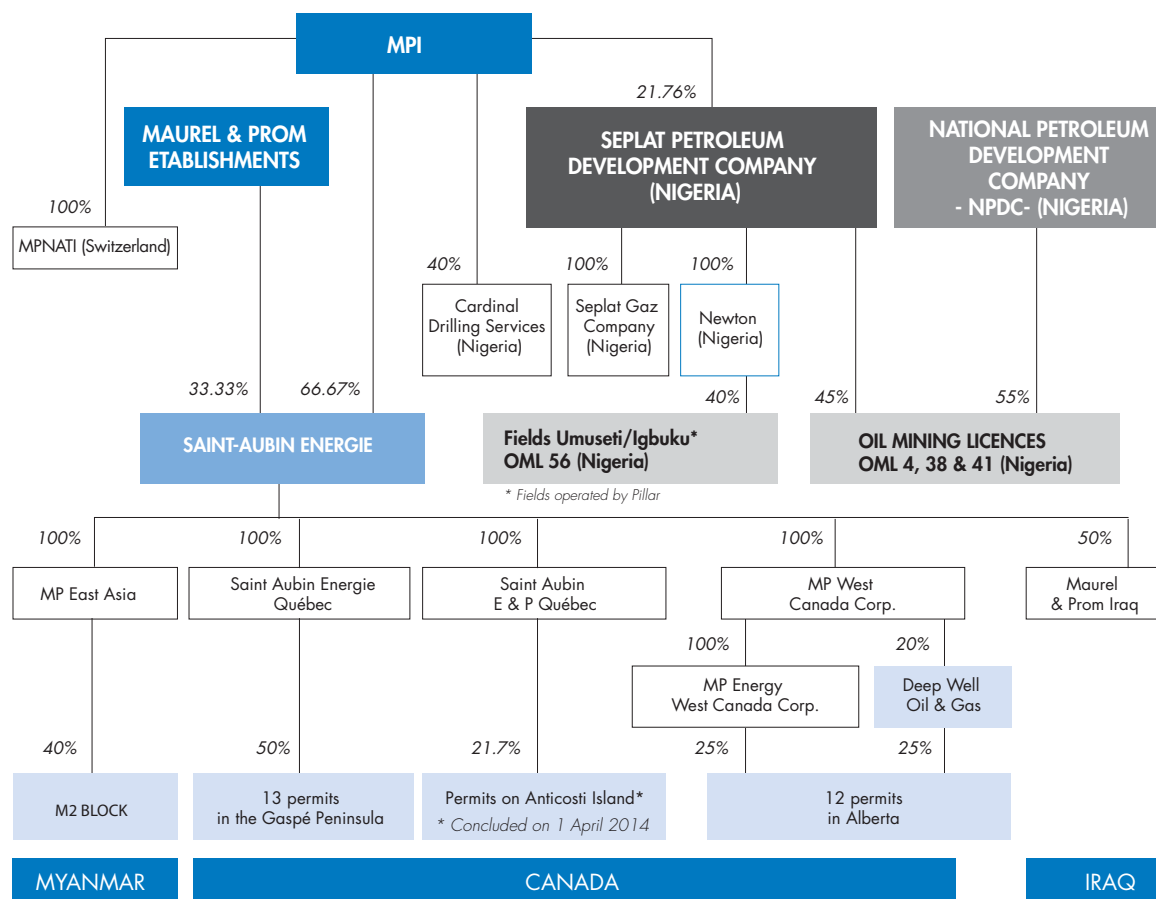 MPI
21.76%
MAUREL & PROM
ETABLISHMENTS
SEPLAT PETROLEUM
DEVELOPMENT COMPANY
(NIGERIA)
NATIONAL PETROLEUM
DEVELOPMENT
COMPANY
- NPDC- (NIGERIA)
100%
MPNATI (Switzerland)
40%
100%
100%
Cardinal
Drilling Services
(Nigeria)
Seplat Gaz
Company
(Nigeria)
Newton
(Nigeria)
33.33%
66.67%
40%
45%
55%
SAINT-AUBIN ENERGIE
Fields Umuseti/Igbuku*
OML 56 (Nigeria)
OIL MINING LICENCES
OML 4, 38 & 41 (Nigeria)
* Fields operated by Pillar
100%
100%
100%
100%
50%
MP East Asia
Saint Aubin Energie
Québec
Saint Aubin
E & P Québec
MP West
Canada Corp.
Maurel
& Prom Iraq
100%
20%
MP Energy
West Canada Corp.
Deep Well
Oil & Gas
40%
50%
21.7%
25%
25%
M2 BLOCK
13 permits
in the Gaspé Peninsula
Permits on Anticosti Island*
* Concluded on 1 April 2014
12 permits
in Alberta
MYANMAR
CANADA
IRAQ